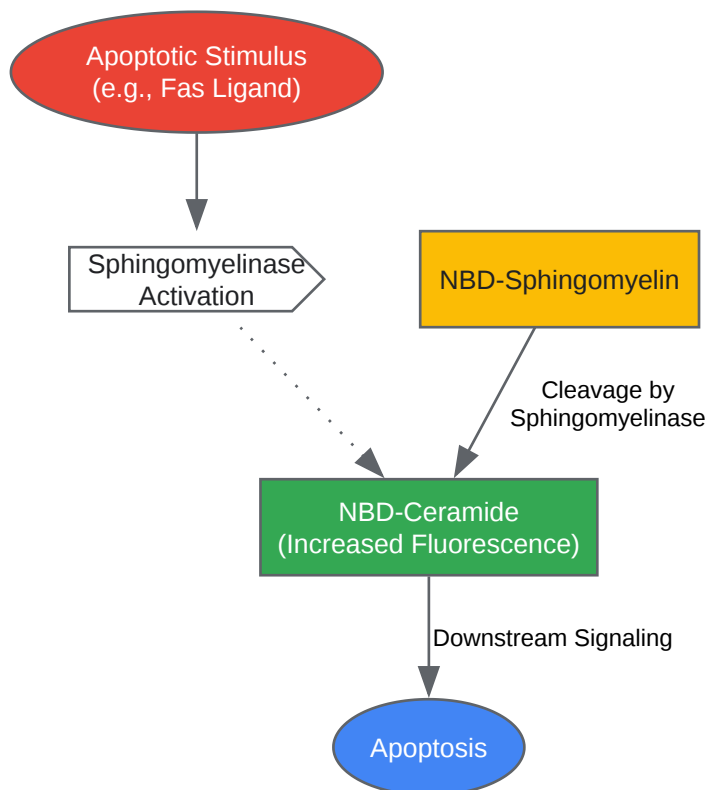 Apoptotic Stimulus
(e.g., Fas Ligand)
Sphingomyelinase
Activation
NBD-Sphingomyelin
Cleavage by
Sphingomyelinase
NBD-Ceramide
(Increased Fluorescence)
Downstream Signaling
Apoptosis